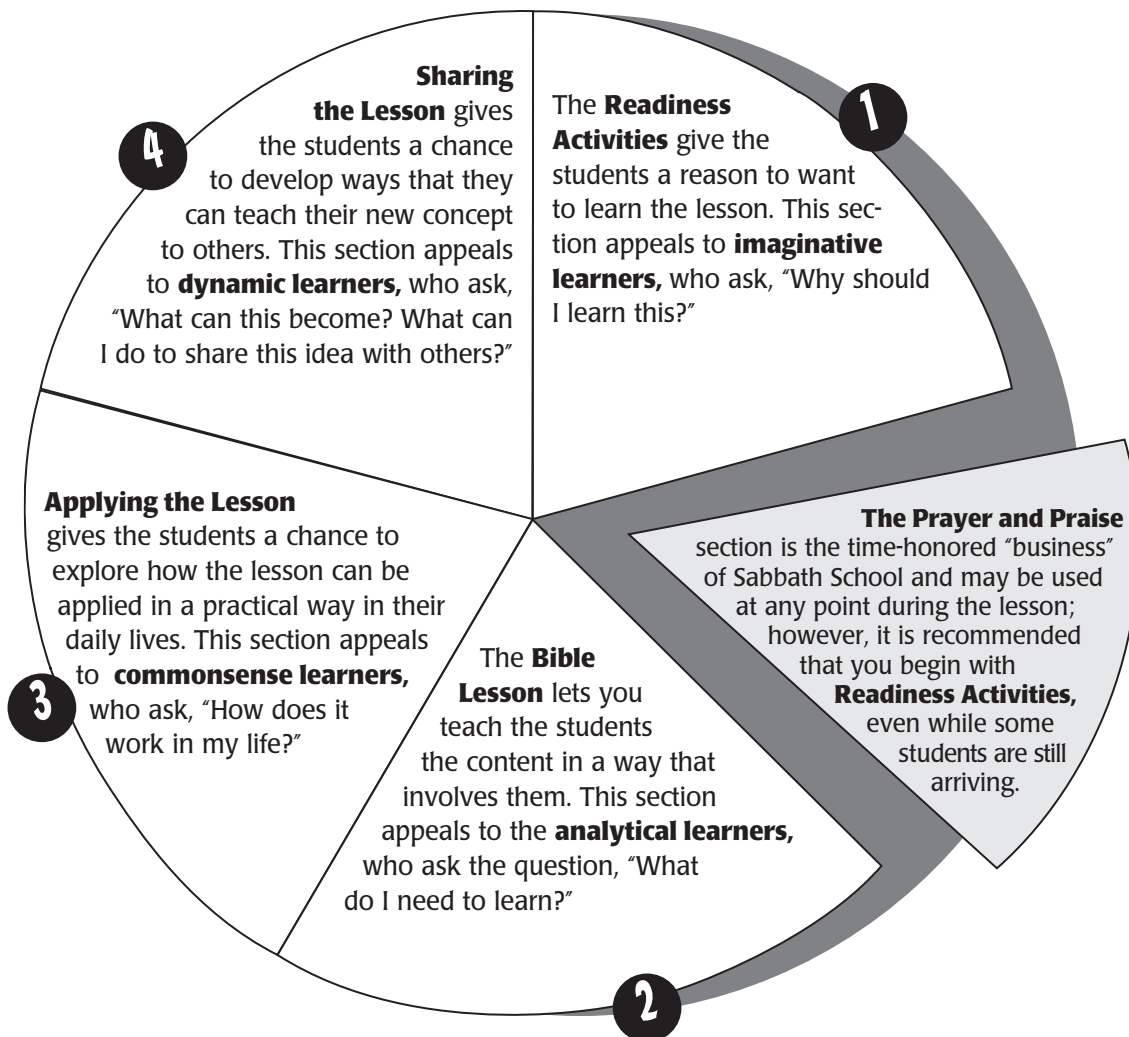 1
The Readiness
Activities give the
students a reason to want
to learn the lesson. This sec-
tion appeals to imaginative
learners, who ask, “Why should
I learn this?”
The Prayer and Praise
section is the time-honored “business”
of Sabbath School and may be used
at any point during the lesson;
however, it is recommended
that you begin with
Readiness Activities,
even while some
students are still
arriving.
2
The Bible
Lesson lets you
teach the students
the content in a way that
involves them. This section
appeals to the analytical learners,
who ask the question, “What
do I need to learn?”
3
Applying the Lesson
gives the students a chance to
explore how the lesson can be
applied in a practical way in their
daily lives. This section appeals
to commonsense learners,
who ask, “How does it
work in my life?”
4
Sharing
the Lesson gives
the students a chance
to develop ways that they
can teach their new concept
to others. This section appeals
to dynamic learners, who ask,
“What can this become? What can
I do to share this idea with others?”